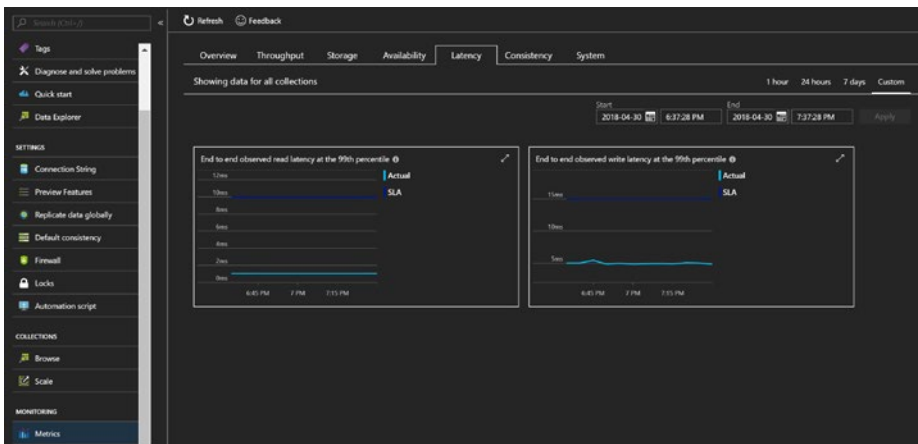 Search (Ctrl+/)
Refresh Feedback
Tags
Diagnose and solve problems
Quick start
Data Explorer
SETTINGS
Connection String
Preview Features
Replicate data globally
Default consistency
Firewall
Locks
Automation script
COLLECTIONS
Browse
Scale
MONITORING
Metrics
Overview Throughput Storage Availability Latency Consistency System
Showing data for all collections
1 hour 24 hours 7 days Custom
Start End
2018-04-30 6:37:28 PM 2018-04-30 7:37:28 PM Apply
End to end observed read latency at the 99th percentile
Actual
SLA
12ms
10ms
8ms
6ms
4ms
2ms
0ms
6:45 PM 7 PM 7:15 PM
End to end observed write latency at the 99th percentile
Actual
SLA
15ms
10ms
5ms
6:45 PM 7 PM 7:15 PM